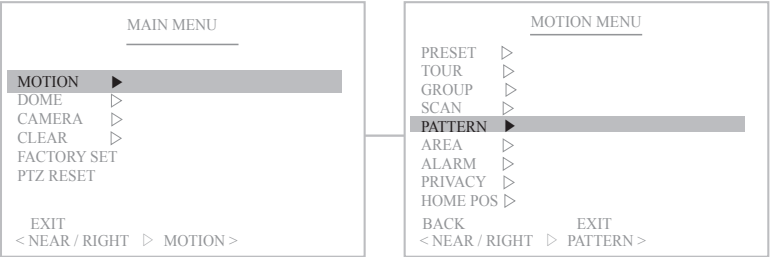 MAIN MENU
MOTION ▶
DOME ▷
CAMERA ▷
CLEAR ▷
FACTORY SET
PTZ RESET
EXIT
< NEAR / RIGHT ▷ MOTION >
MOTION MENU
PRESET ▷
TOUR ▷
GROUP ▷
SCAN ▷
PATTERN ▶
AREA ▷
ALARM ▷
PRIVACY ▷
HOME POS ▷
BACK EXIT
< NEAR / RIGHT ▷ PATTERN >